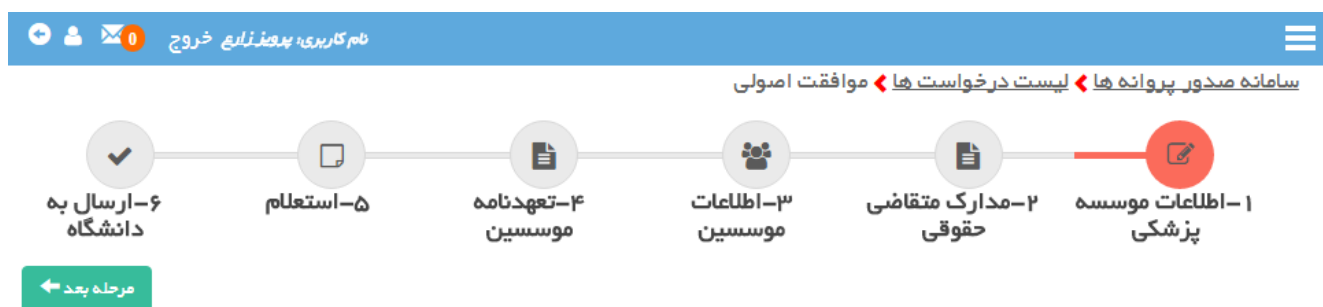 نام کاربری: پرویز زارع خروج 0
سامانه صدور پروانه ها لیست درخواست ها موافقت اصولی
۱-اطلاعات موسسه
پزشکی
۲-مدارک متقاضی
حقوقی
۳-اطلاعات
موسسین
۴-تعهدنامه
موسسین
۵-استعلام
۶-ارسال به
دانشگاه
مرحله بعد